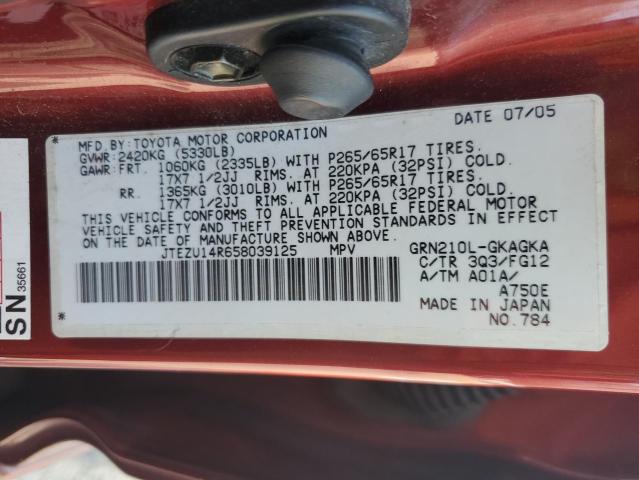 DATE 07/05
MFD. BY: TOYOTA MOTOR CORPORATION
GVWR: 2420KG (5330LB)
GAWR: FRT. 1060KG (2335LB) WITH P265/65R17 TIRES.
17X7 1/2JJ RIMS. AT 220KPA (32PSI) COLD.
RR. 1365KG (3010LB) WITH P265/65R17 TIRES.
17X7 1/2JJ RIMS. AT 220KPA (32PSI) COLD.
THIS VEHICLE CONFORMS TO ALL APPLICABLE FEDERAL MOTOR
VEHICLE SAFETY AND THEFT PREVENTION STANDARDS IN EFFECT
ON THE DATE OF MANUFACTURE SHOWN ABOVE.
* JTEZU14R658039125 MPV GRN210L-GKAGKA
C/TR 3Q3/FG12
A/TM A01A/
A750E
MADE IN JAPAN
NO. 784
SN 35661